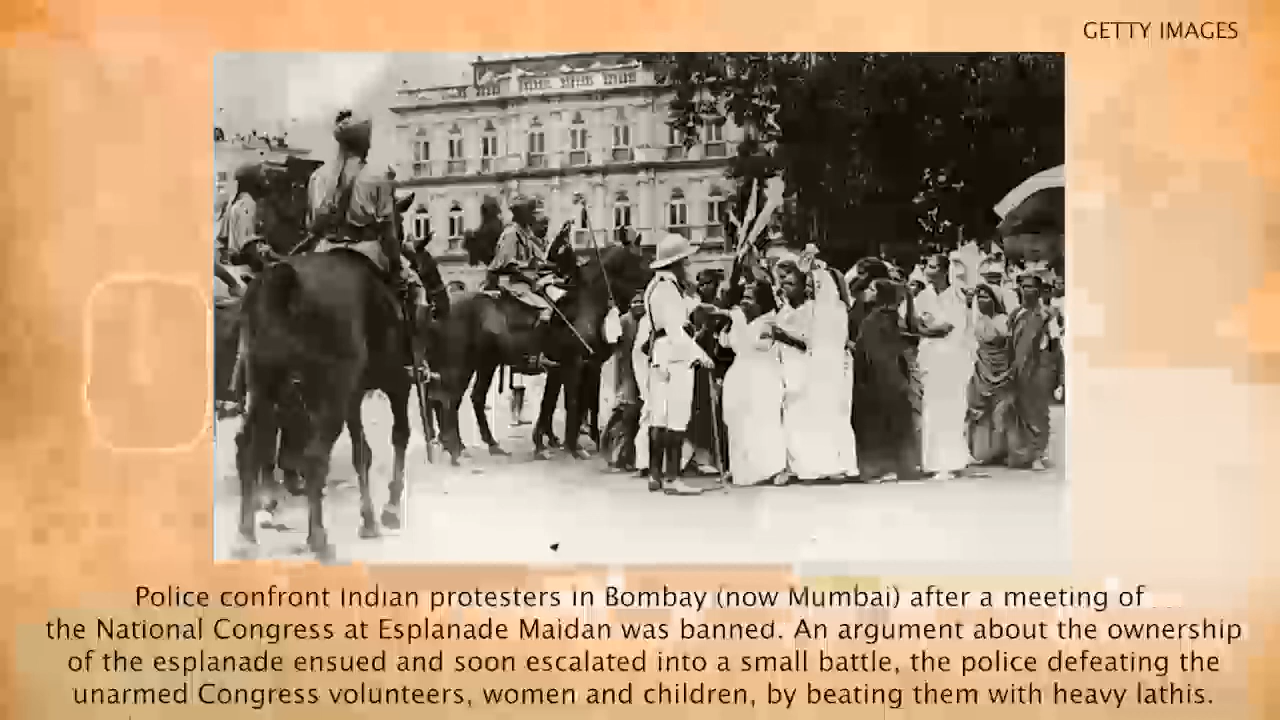 GETTY IMAGES
Police confront Indian protesters in Bombay (now Mumbai) after a meeting of
the National Congress at Esplanade Maidan was banned. An argument about the ownership
of the esplanade ensued and soon escalated into a small battle, the police defeating the
unarmed Congress volunteers, women and children, by beating them with heavy lathis.